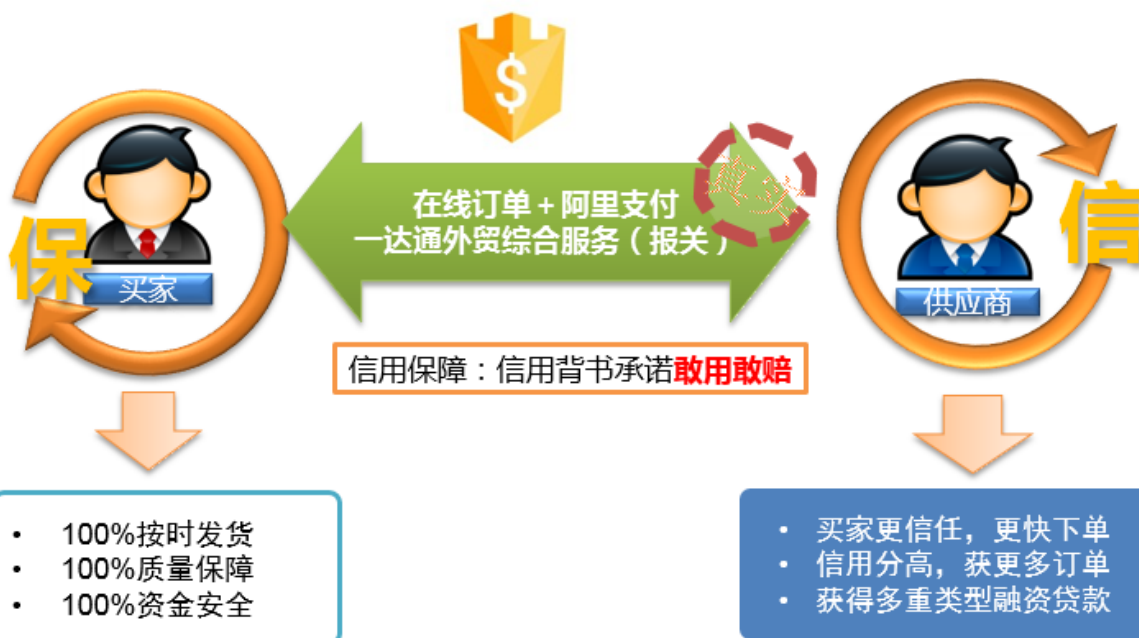 $
在线订单+阿里支付
一达通外贸综合服务(报关)
保
买家
信
供应商
信用保障:信用背书承诺敢用敢赔
• 100%按时发货
• 100%质量保障
• 100%资金安全
• 买家更信任,更快下单
• 信用分高,获更多订单
• 获得多重类型融资贷款